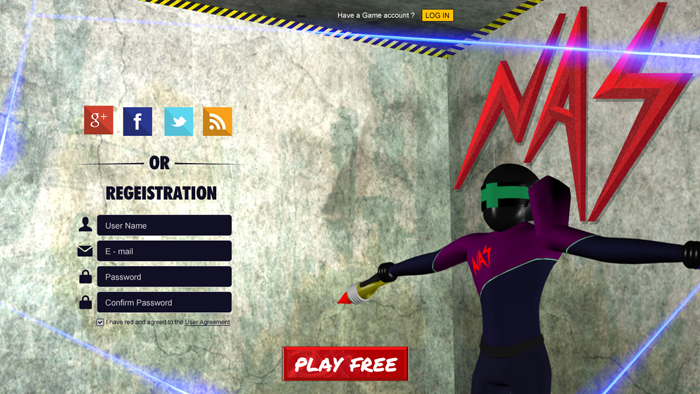 Have a Game account ? LOG IN
NAS
g+
f
OR
REGEISTRATION
User Name
E - mail
NAS
Password
Confirm Password
I have red and agreed to the User Agreement
PLAY FREE